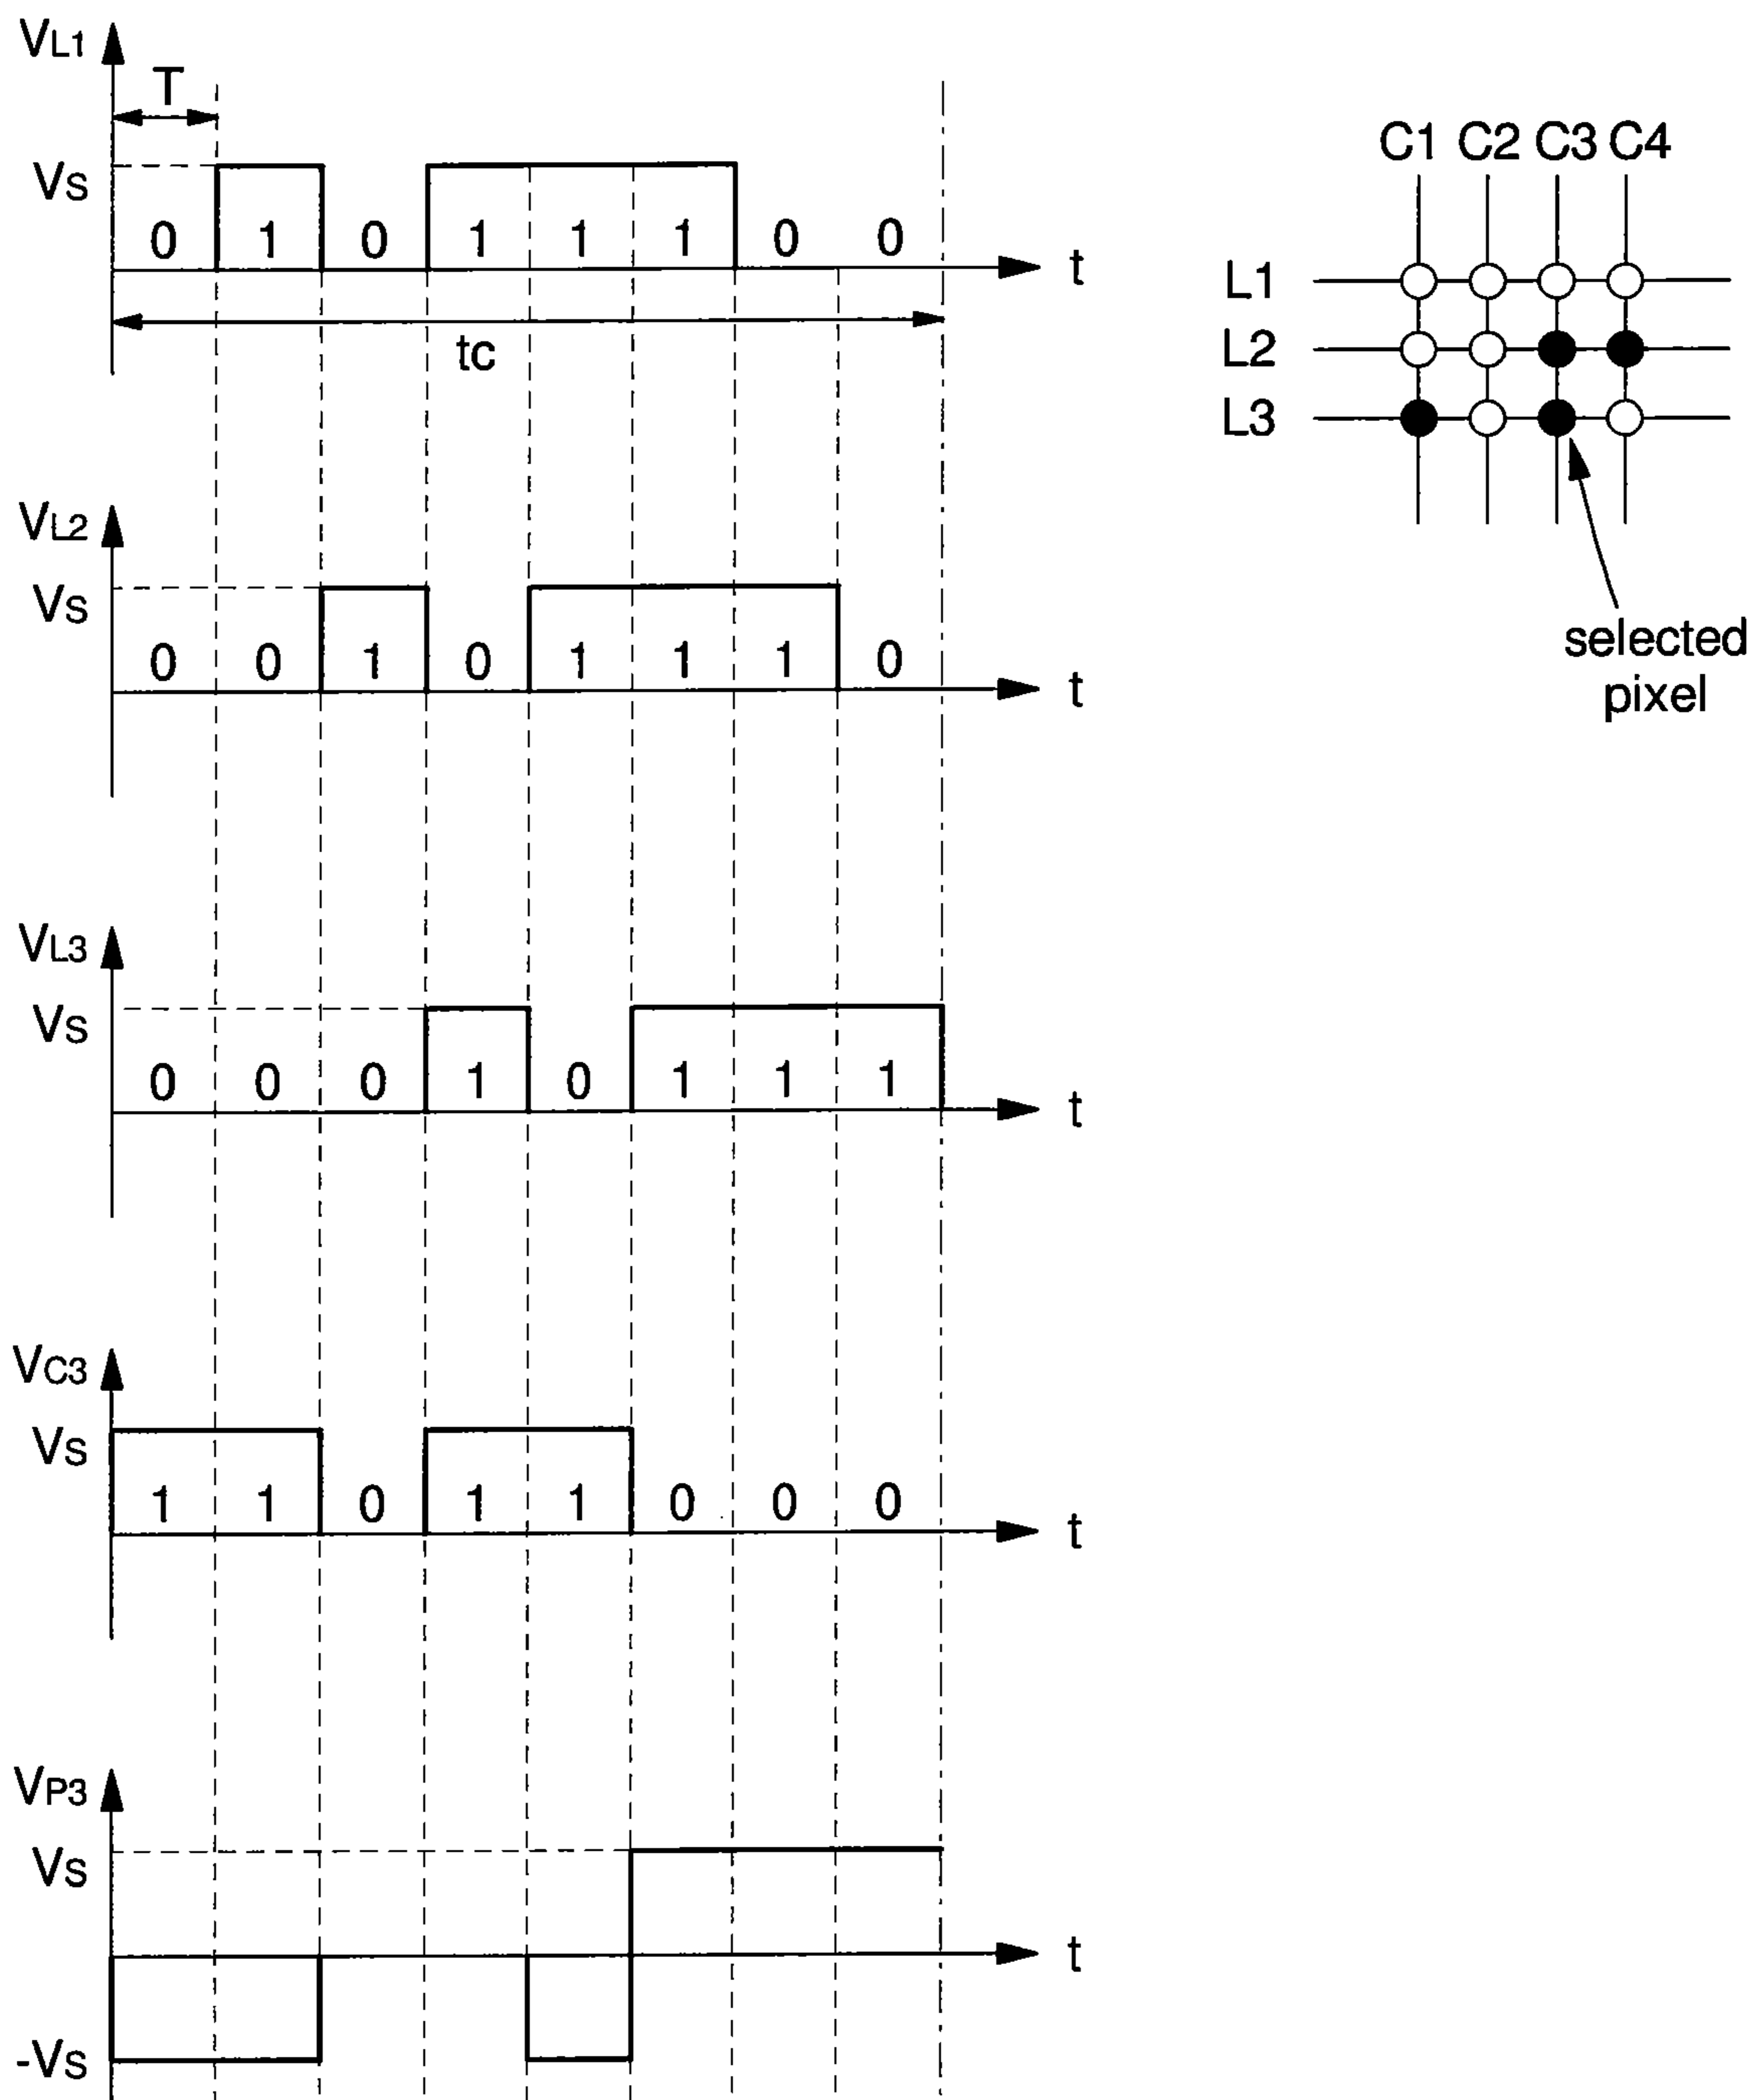 VL1
T
VS
0 1 0 1 1 1 0 0
t
tc
C1 C2 C3 C4
L1
L2
L3
selected
pixel
VL2
VS
0 0 1 0 1 1 1 0
t
VL3
VS
0 0 0 1 0 1 1 1
t
VC3
VS
1 1 0 1 1 0 0 0
t
VP3
VS
t
-VS